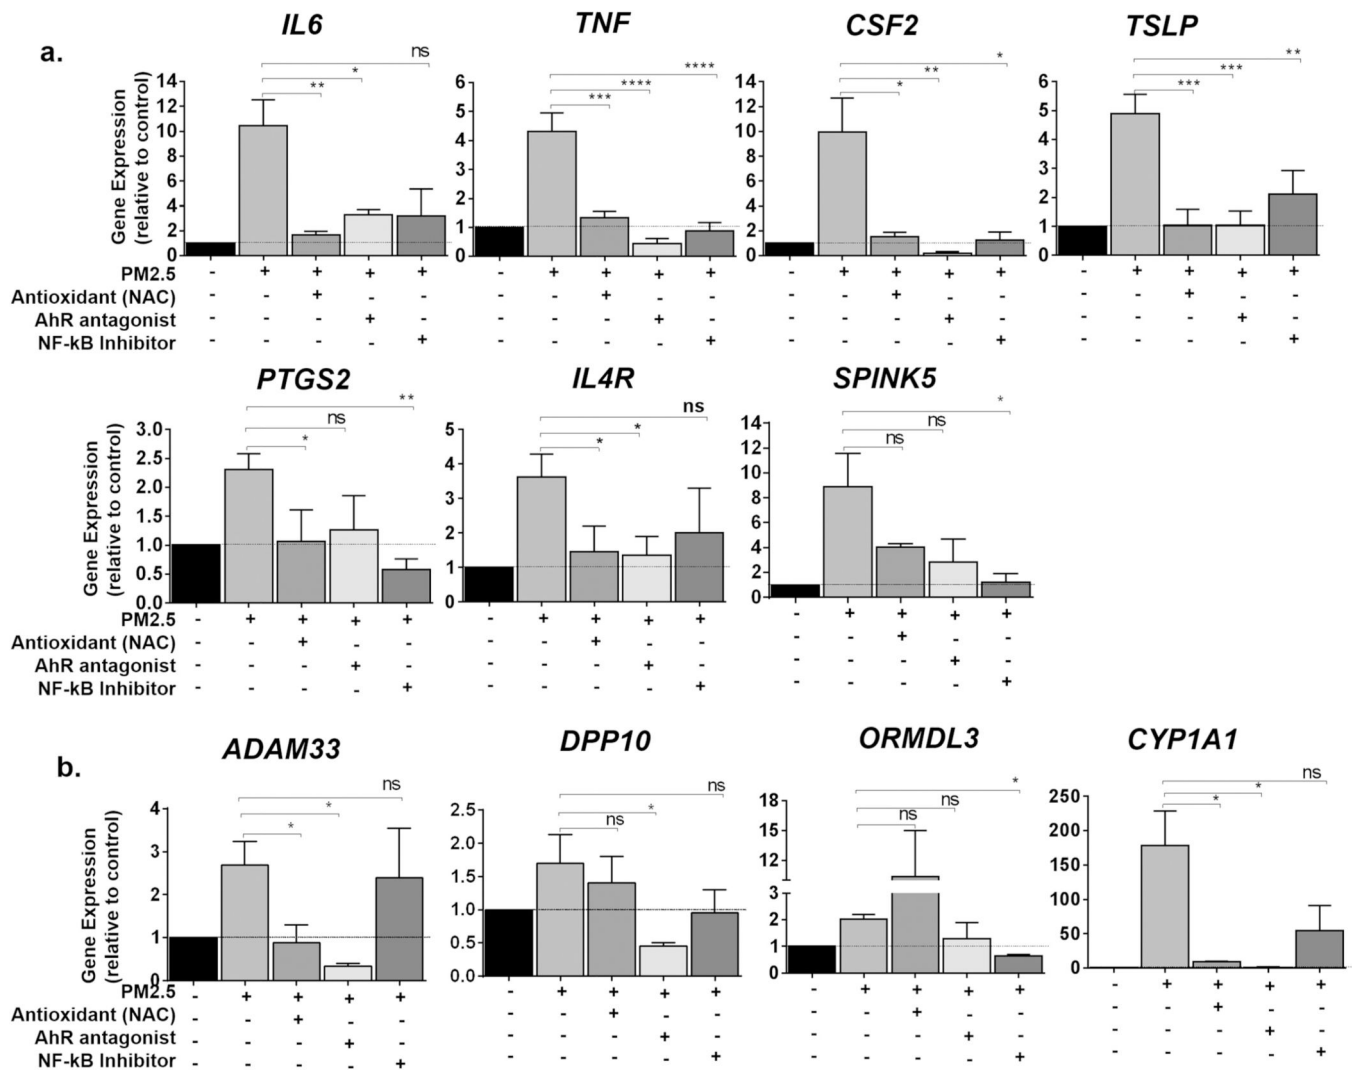 a.
IL6 TNF CSF2 TSLP
ns * **
**** **** ***
* ** *
** *** ***
Gene Expression
(relative to control)
14 12 10 8 6 4 2 0
6 5 4 3 2 1 0
14 12 10 8 6 4 2 0
6 5 4 3 2 1 0
PM2.5 - + + + + - + + + + - + + + + - + + + +
Antioxidant (NAC) - - + - - - - + - - - - + - - - - + - -
AhR antagonist - - - + - - - - + - - - - + - - - - + -
NF-kB Inhibitor - - - - + - - - - + - - - - + - - - - +
PTGS2 IL4R SPINK5
** ns *
ns * *
* ns ns
Gene Expression
(relative to control)
3.0 2.5 2.0 1.5 1.0 0.5 0.0
5 4 3 2 1 0
14 12 10 8 6 4 2 0
PM2.5 - + + + + - + + + + - + + + +
Antioxidant (NAC) - - + - - - - + - - - - + - -
AhR antagonist - - - + - - - - + - - - - + -
NF-kB Inhibitor - - - - + - - - - + - - - - +
b.
ADAM33 DPP10 ORMDL3 CYP1A1
ns * *
ns * ns
* ns ns
ns * *
Gene Expression
(relative to control)
4 3 2 1 0
2.5 2.0 1.5 1.0 0.5 0.0
18 15 12 3 2 1 0
250 200 150 100 50 0
PM2.5 - + + + + - + + + + - + + + + - + + + +
Antioxidant (NAC) - - + - - - - + - - - - + - - - - + - -
AhR antagonist - - - + - - - - + - - - - + - - - - + -
NF-kB Inhibitor - - - - + - - - - + - - - - + - - - - +